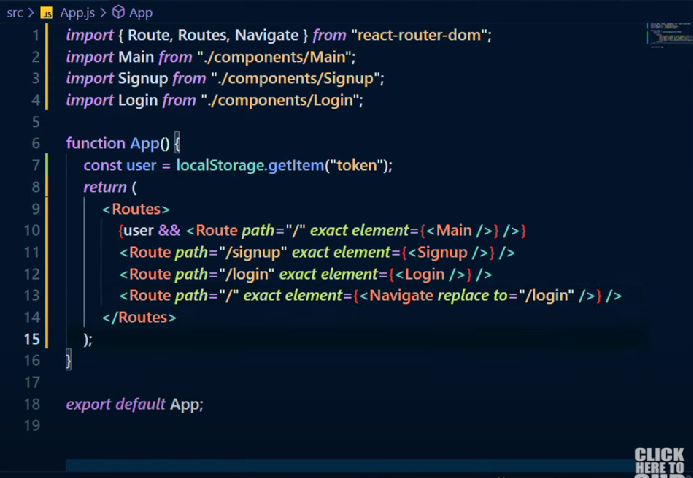 src > JS App.js > App
1 import { Route, Routes, Navigate } from "react-router-dom";
2 import Main from "./components/Main";
3 import Signup from "./components/Signup";
4 import Login from "./components/Login";
5
6 function App() {
7 const user = localStorage.getItem("token");
8 return (
9 <Routes>
10 {user && <Route path="/" exact element={<Main />} />}
11 <Route path="/signup" exact element={<Signup />} />
12 <Route path="/login" exact element={<Login />} />
13 <Route path="/" exact element={<Navigate replace to="/login" />} />
14 </Routes>
15 );
16 }
17
18 export default App;
19
CLICK
HERE TO